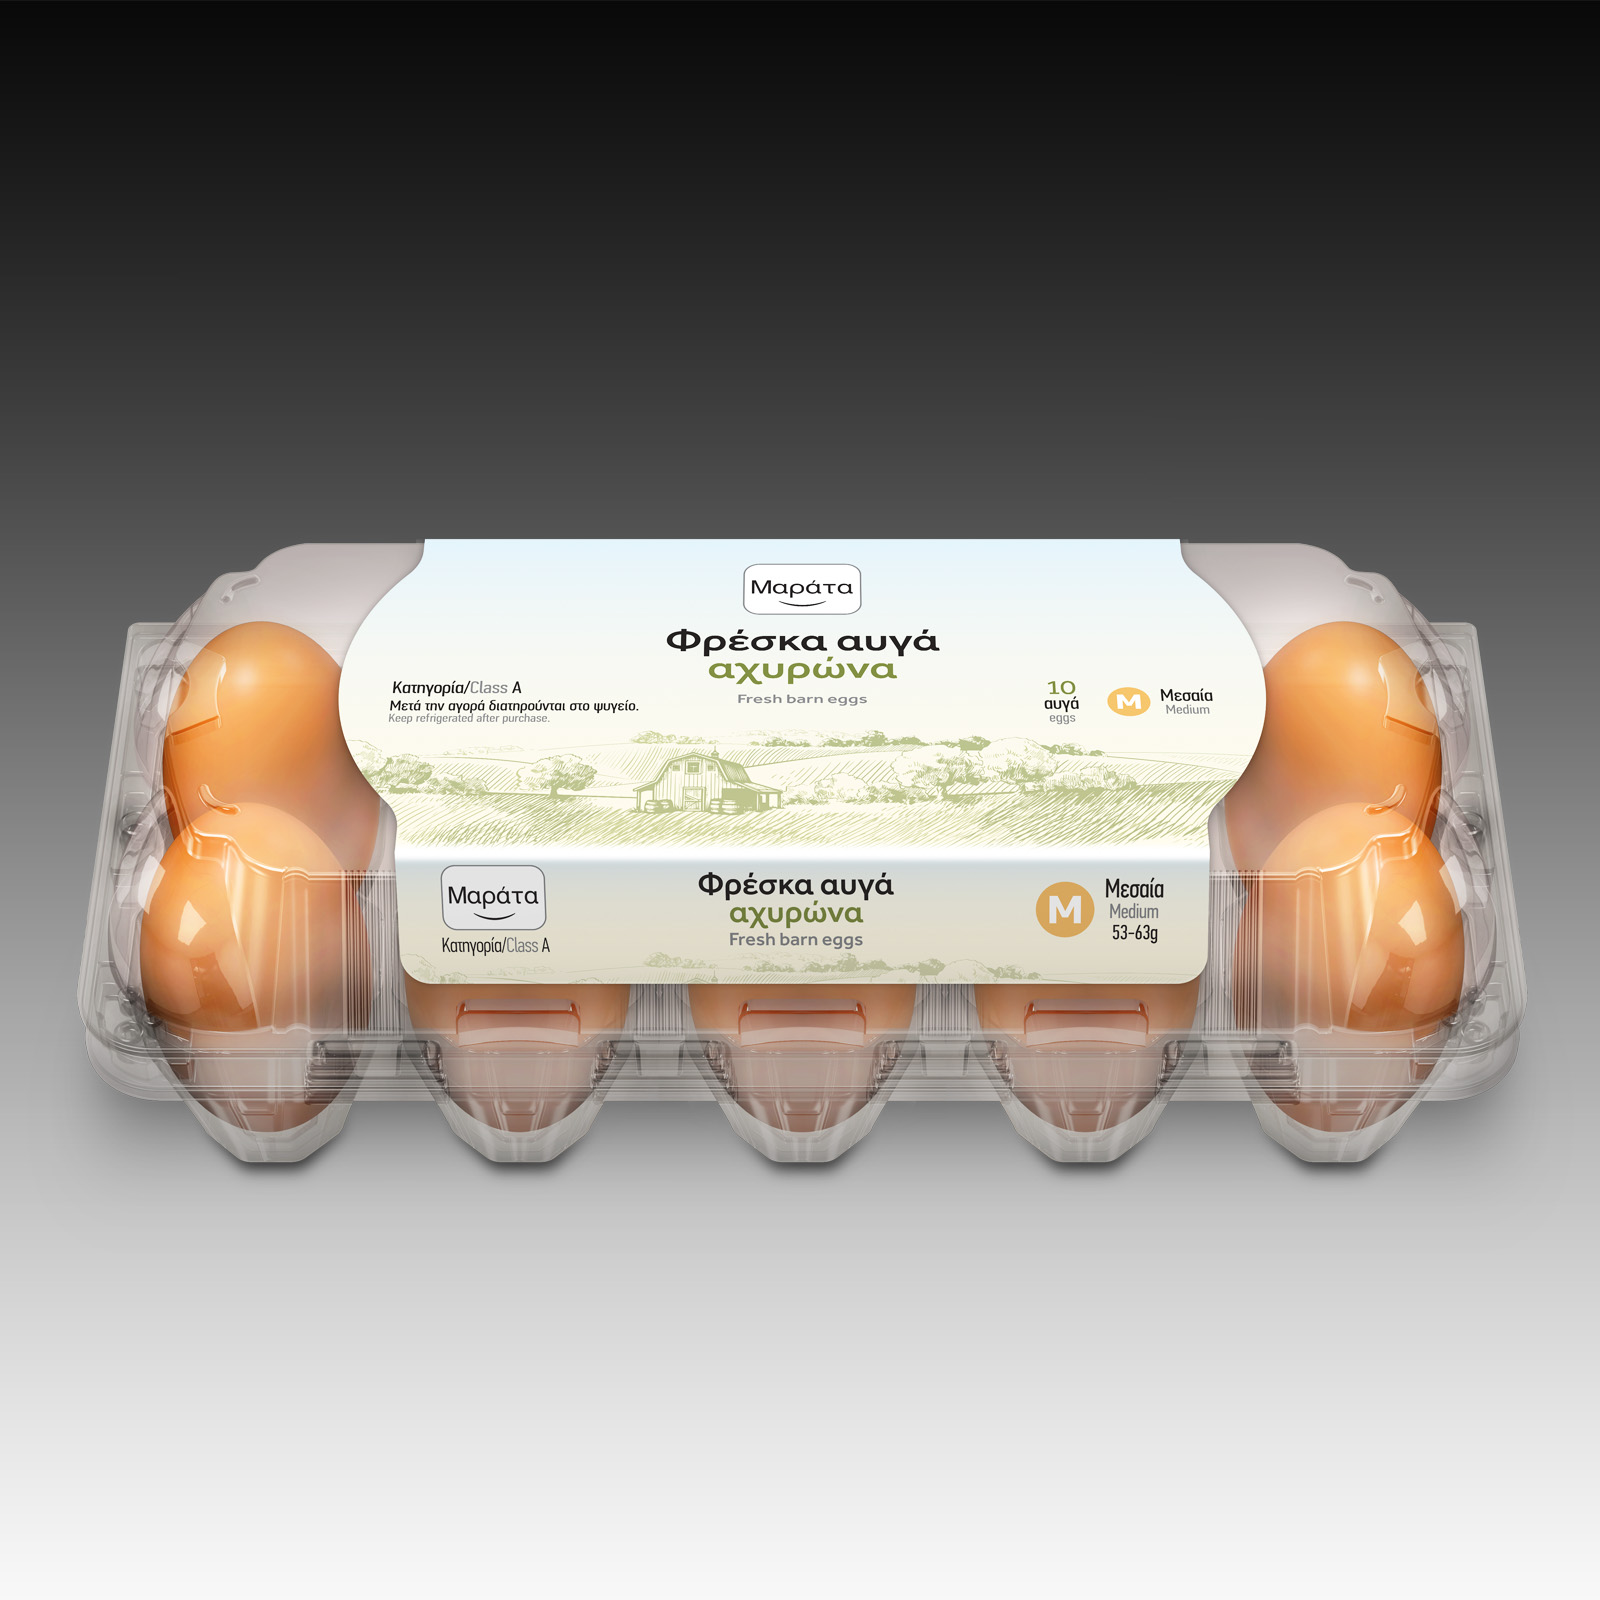 Μαράτα
Φρέσκα αυγά
αχυρώνα
Fresh barn eggs
Κατηγορία/Class A
Μετά την αγορά διατηρούνται στο ψυγείο.
Keep refrigerated after purchase.
10
αυγά
eggs
M
Μεσαία
Medium
Μαράτα
Κατηγορία/Class A
Φρέσκα αυγά
αχυρώνα
Fresh barn eggs
M
Μεσαία
Medium
53-63g